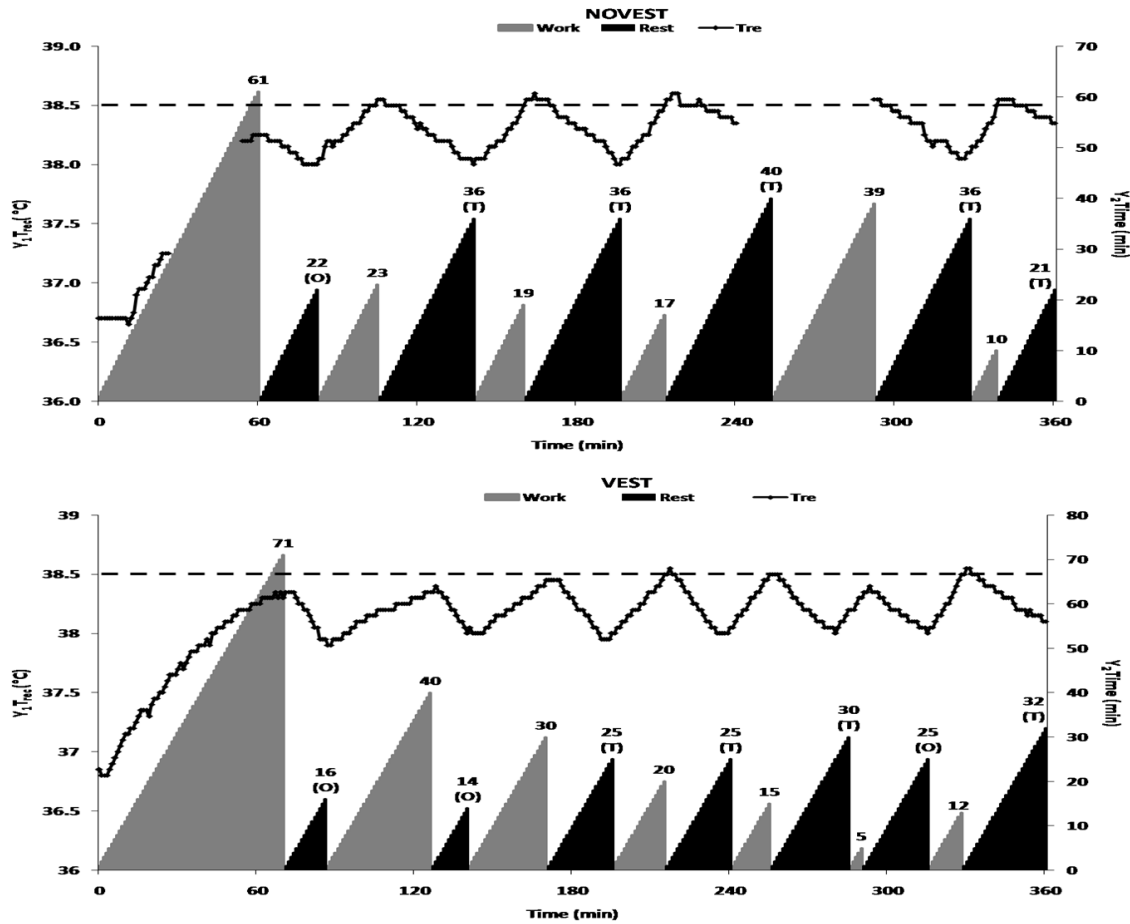 NOVEST
Work Rest Tre
39.0
38.5
38.0
37.5
37.0
36.5
36.0
Y1 Trec (°C)
70
60
50
40
30
20
10
0
Y2 Time (min)
61
22
(O)
23
36
(T)
19
36
(T)
17
40
(T)
39
36
(T)
10
21
(T)
0 60 120 180 240 300 360
Time (min)
VEST
Work Rest Tre
39
38.5
38
37.5
37
36.5
36
Y1 Trec (°C)
80
70
60
50
40
30
20
10
0
Y2 Time (min)
71
16
(O)
40
14
(O)
30
25
(T)
20
25
(T)
15
30
(T)
5
25
(O)
12
32
(T)
0 60 120 180 240 300 360
Time (min)